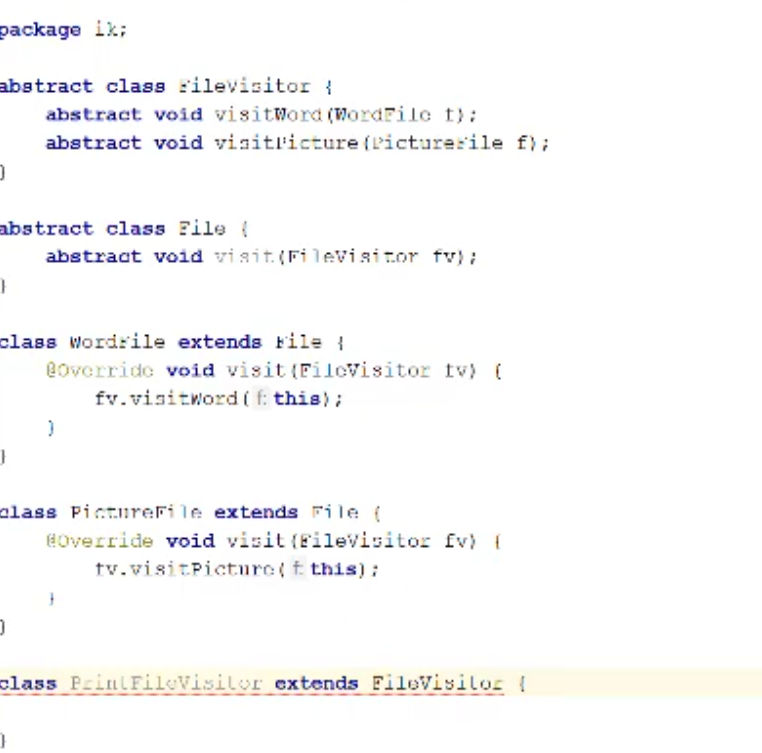 package ik;
abstract class FileVisitor {
abstract void visitWord(WordFile f);
abstract void visitPicture(PictureFile f);
}
abstract class File {
abstract void visit(FileVisitor fv);
}
class WordFile extends File {
@Override void visit(FileVisitor fv) {
fv.visitWord( f: this);
}
}
class PictureFile extends File {
@Override void visit(FileVisitor fv) {
fv.visitPicture( f: this);
}
}
class PrintFileVisitor extends FileVisitor {
}